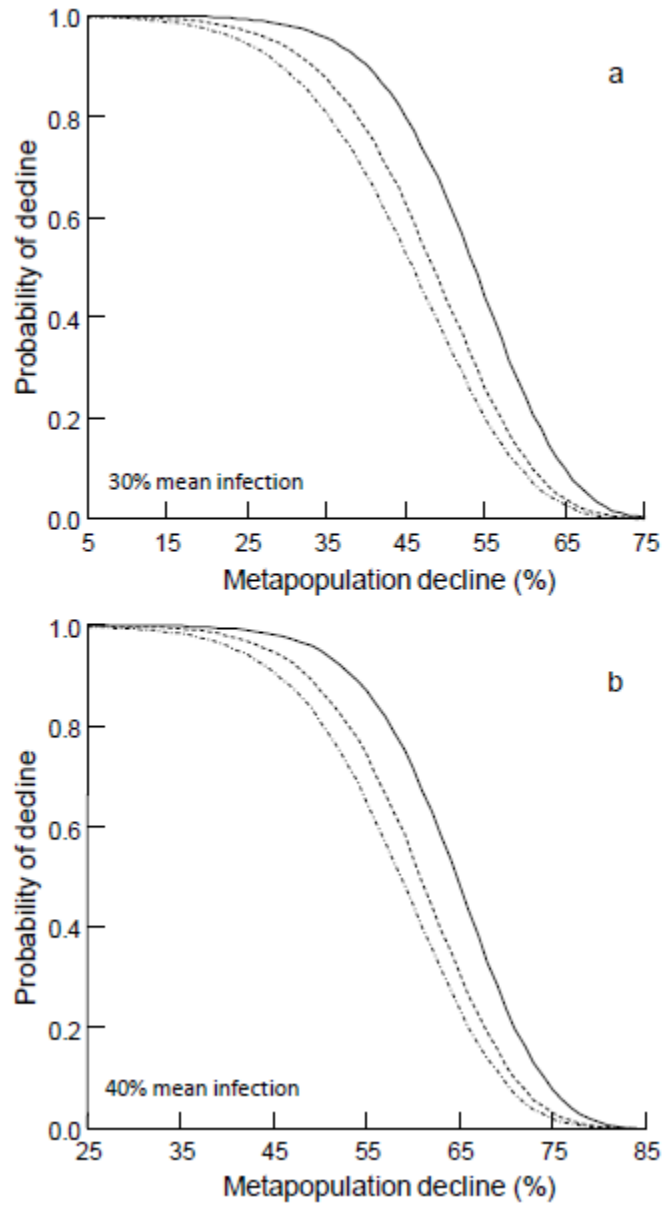 1.0
a
0.8
0.6
0.4
0.2
30% mean infection
0.0
5 15 25 35 45 55 65 75
Probability of decline
Metapopulation decline (%)
1.0
b
0.8
0.6
0.4
0.2
40% mean infection
0.0
25 35 45 55 65 75 85
Probability of decline
Metapopulation decline (%)